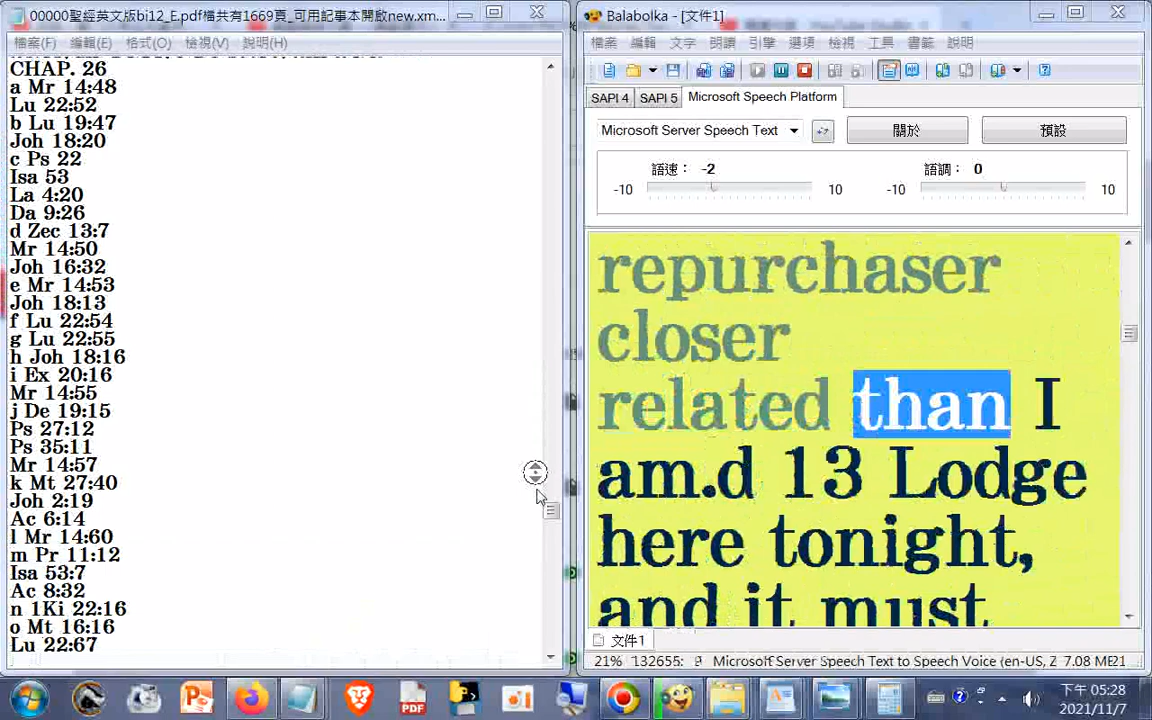 00000聖經英文版bi12_E.pdf檔共有1669頁_可用記事本開啟new.xm...
檔案(F) 編輯(E) 格式(O) 檢視(V) 說明(H)
CHAP. 26
a Mr 14:48
Lu 22:52
b Lu 19:47
Joh 18:20
c Ps 22
Isa 53
La 4:20
Da 9:26
d Zec 13:7
Mr 14:50
Joh 16:32
e Mr 14:53
Joh 18:13
f Lu 22:54
g Lu 22:55
h Joh 18:16
i Ex 20:16
Mr 14:55
j De 19:15
Ps 27:12
Ps 35:11
Mr 14:57
k Mt 27:40
Joh 2:19
Ac 6:14
l Mr 14:60
m Pr 11:12
Isa 53:7
Ac 8:32
n 1Ki 22:16
o Mt 16:16
Lu 22:67
Balabolka - [文件1]
檔案 編輯 文字 朗讀 引擎 選項 檢視 工具 書籤 說明
SAPI 4 SAPI 5 Microsoft Speech Platform
Microsoft Server Speech Text 關於 預設
語速： -2 語調： 0
-10 10 -10 10
repurchaser
closer
related than I
am.d 13 Lodge
here tonight,
and it must
文件1
21% 132655: Microsoft Server Speech Text to Speech Voice (en-US, Z 7.08 ME21
PDF
下午 05:28
2021/11/7